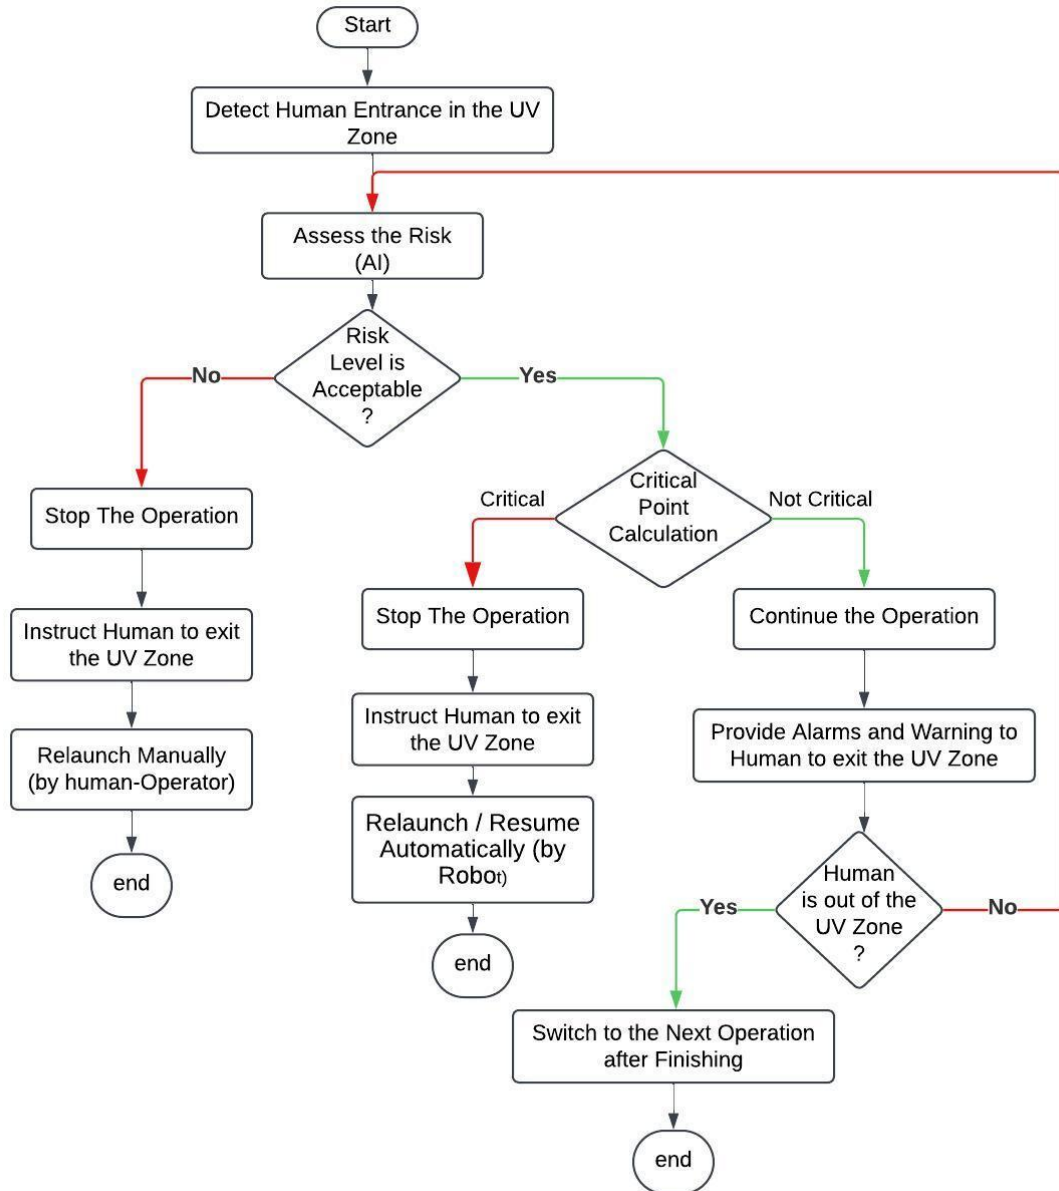 Start
Detect Human Entrance in the UV
Zone
Assess the Risk
(AI)
Risk
Level is
Acceptable
?
No
Yes
Critical
Point
Calculation
Critical
Not Critical
Stop The Operation
Instruct Human to exit
the UV Zone
Relaunch Manually
(by human-Operator)
end
Stop The Operation
Instruct Human to exit
the UV Zone
Relaunch / Resume
Automatically (by
Robot)
end
Continue the Operation
Provide Alarms and Warning to
Human to exit the UV Zone
Human
is out of the
UV Zone
?
Yes
No
Switch to the Next Operation
after Finishing
end